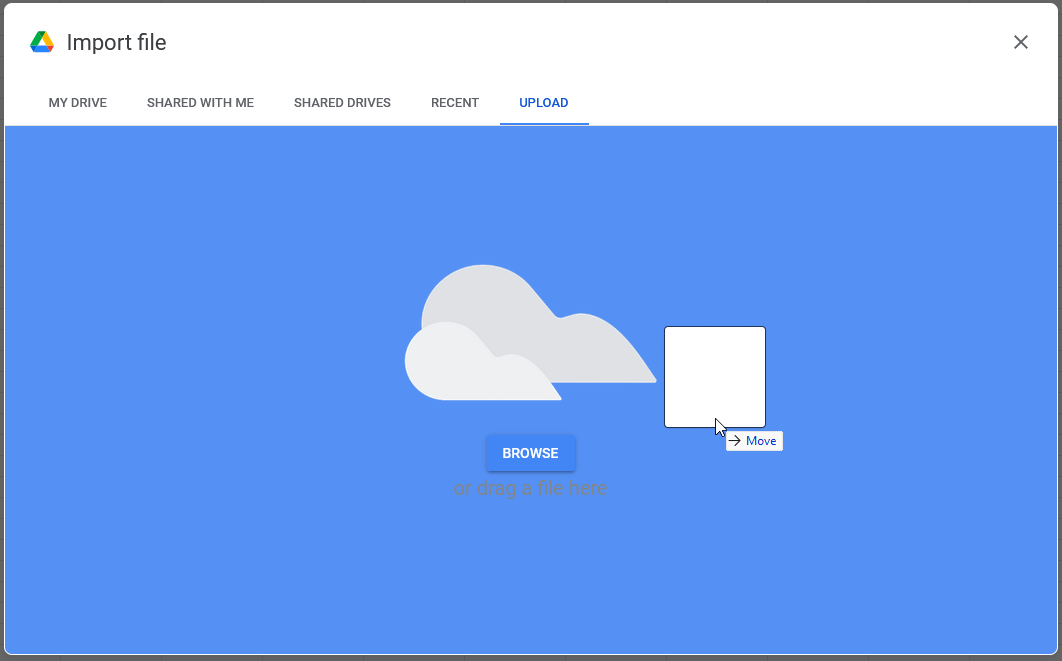 Import file
MY DRIVE
SHARED WITH ME
SHARED DRIVES
RECENT
UPLOAD
BROWSE
or drag a file here
Move